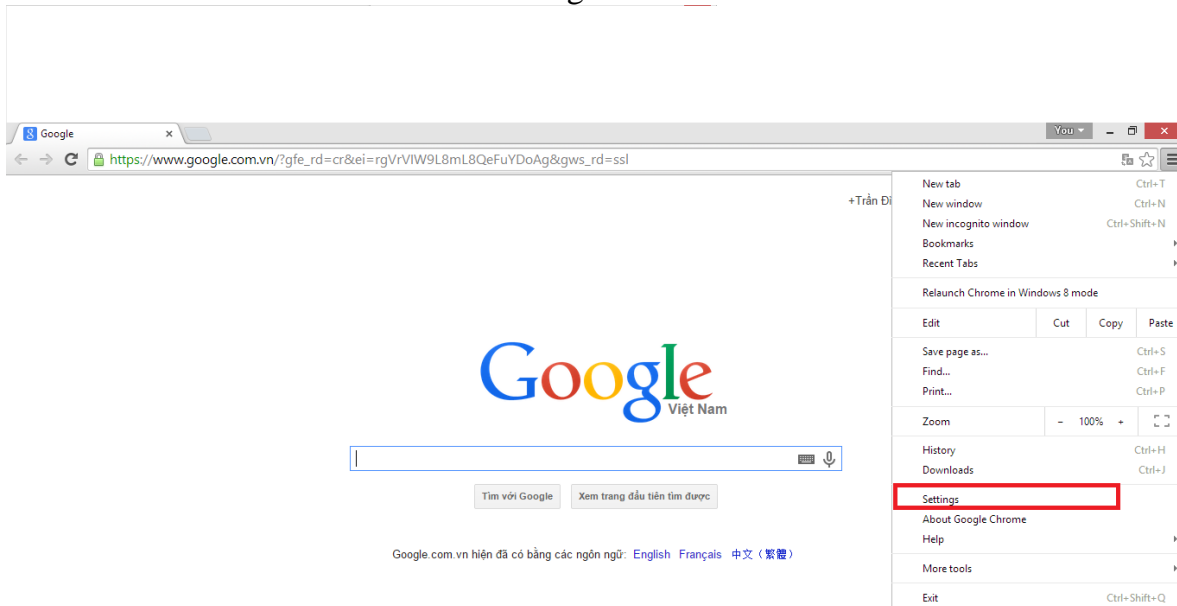 Google
You
https://www.google.com.vn/?gfe_rd=cr&ei=rgVrVIW9L8mL8QeFuYDoAg&gws_rd=ssl
+Trần Đi
New tab Ctrl+T
New window Ctrl+N
New incognito window Ctrl+Shift+N
Bookmarks
Recent Tabs
Relaunch Chrome in Windows 8 mode
Edit Cut Copy Paste
Save page as... Ctrl+S
Find... Ctrl+F
Print... Ctrl+P
Zoom - 100% +
History Ctrl+H
Downloads Ctrl+J
Settings
About Google Chrome
Help
More tools
Exit Ctrl+Shift+Q
Google
Việt Nam
Tìm với Google Xem trang đầu tiên tìm được
Google.com.vn hiện đã có bằng các ngôn ngữ: English Français 中文（繁體）